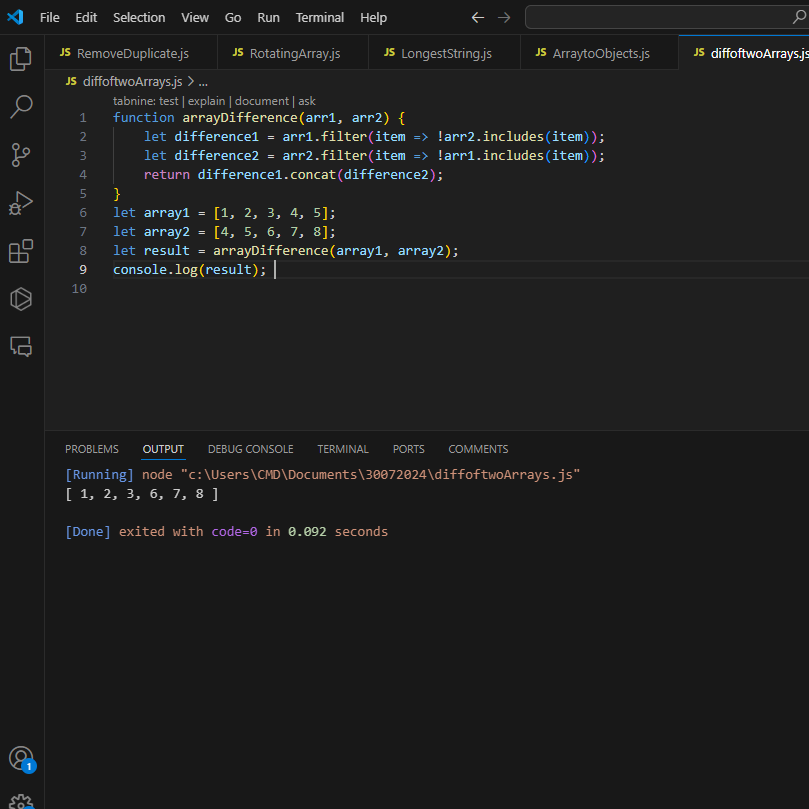 File Edit Selection View Go Run Terminal Help
JS RemoveDuplicate.js JS RotatingArray.js JS LongestString.js JS ArraytoObjects.js JS diffoftwoArrays.js
JS diffoftwoArrays.js > ...
tabnine: test | explain | document | ask
1 function arrayDifference(arr1, arr2) {
2     let difference1 = arr1.filter(item => !arr2.includes(item));
3     let difference2 = arr2.filter(item => !arr1.includes(item));
4     return difference1.concat(difference2);
5 }
6 let array1 = [1, 2, 3, 4, 5];
7 let array2 = [4, 5, 6, 7, 8];
8 let result = arrayDifference(array1, array2);
9 console.log(result);
10
PROBLEMS OUTPUT DEBUG CONSOLE TERMINAL PORTS COMMENTS
[Running] node "c:\Users\CMD\Documents\30072024\diffoftwoArrays.js"
[ 1, 2, 3, 6, 7, 8 ]
[Done] exited with code=0 in 0.092 seconds
1